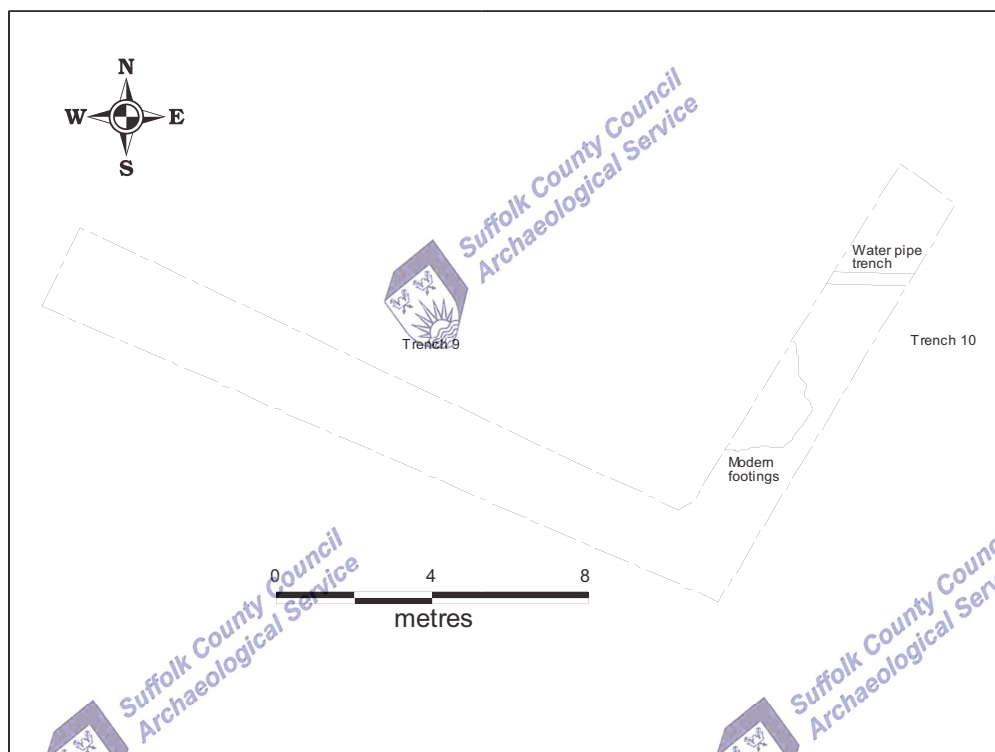 N
W E
S
Suffolk County Council
Archaeological Service
Water pipe
trench
Trench 9
Trench 10
Modern
footings
0 4 8
metres
Suffolk County Council
Archaeological Service
Suffolk County Counc
Archaeological Service